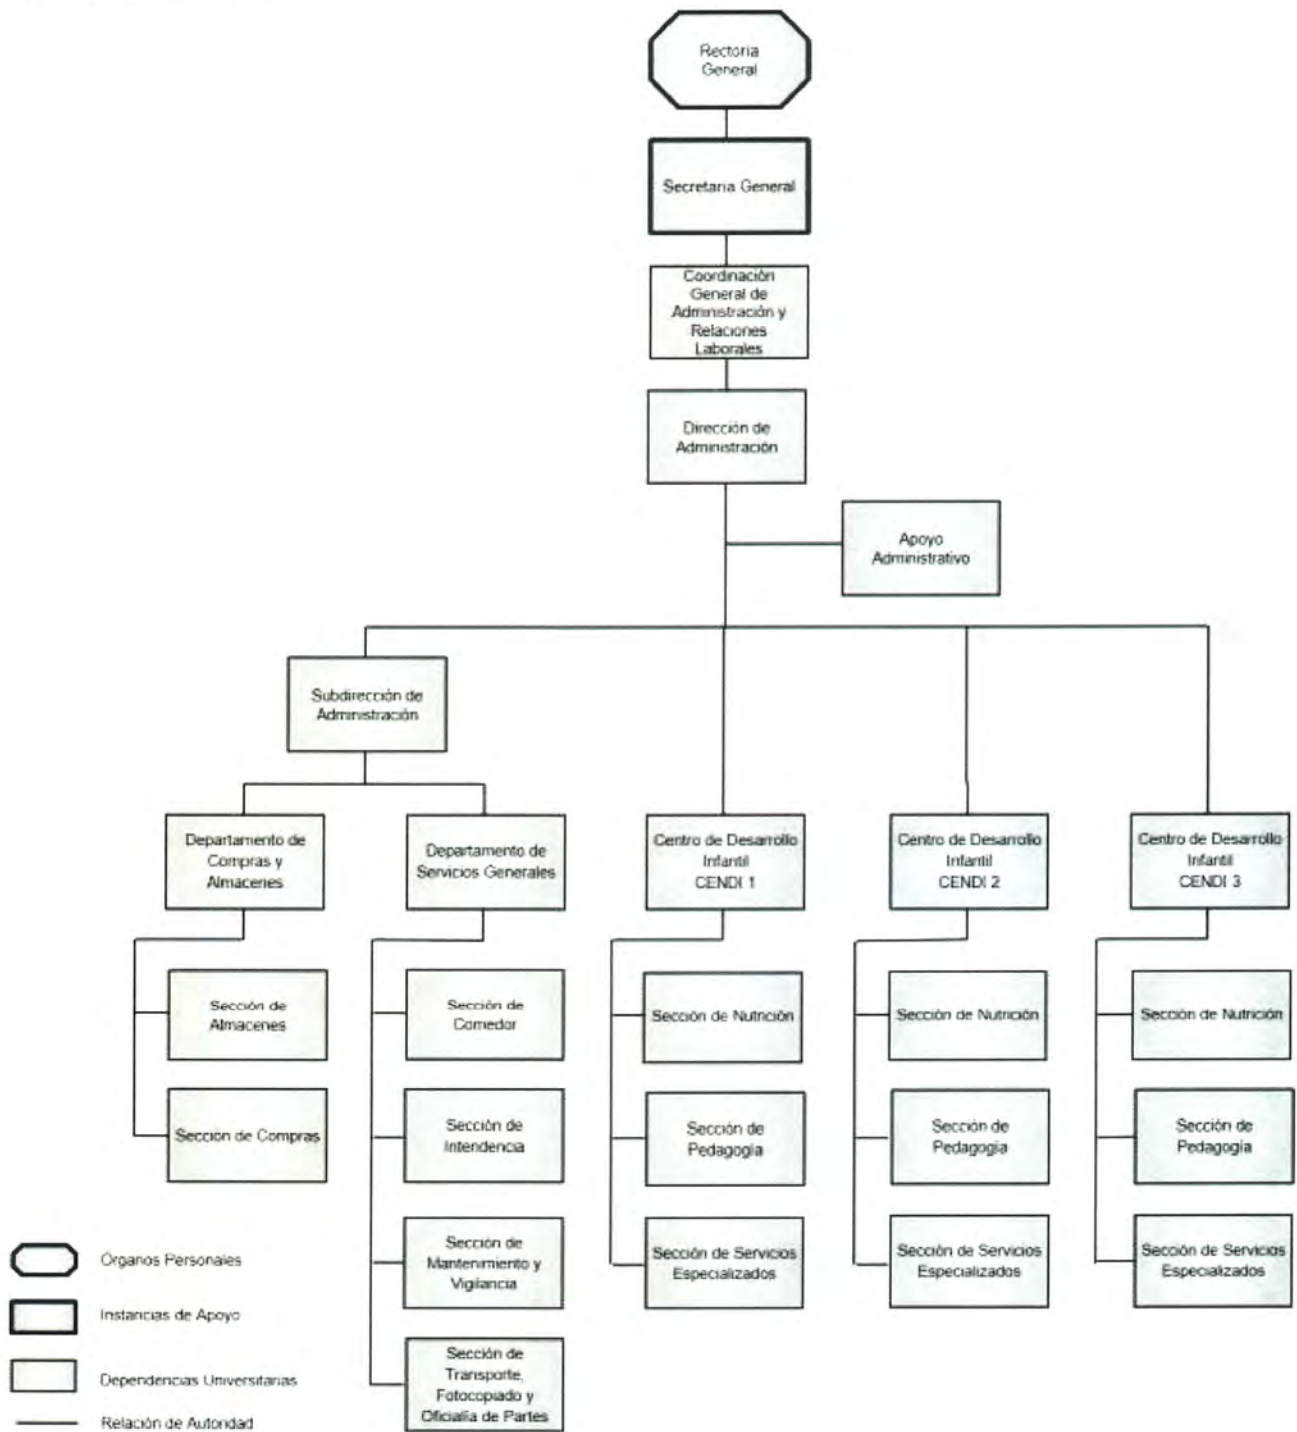 Rectoria
General
Secretaria General
Coordinación
General de
Administración y
Relaciones
Laborales
Dirección de
Administración
Apoyo
Administrativo
Subdirección de
Administración
Departamento de
Compras y
Almacenes
Departamento de
Servicios Generales
Centro de Desarrollo
Infantil
CENDI 1
Centro de Desarrollo
Infantil
CENDI 2
Centro de Desarrollo
Infantil
CENDI 3
Sección de
Almacenes
Sección de
Comedor
Sección de Nutrición
Sección de Nutrición
Sección de Nutrición
Sección de Compras
Sección de
Intendencia
Sección de
Pedagogía
Sección de
Pedagogía
Sección de
Pedagogía
Sección de
Mantenimiento y
Vigilancia
Sección de Servicios
Especializados
Sección de Servicios
Especializados
Sección de Servicios
Especializados
Sección de
Transporte,
Fotocopiado y
Oficialía de Partes
Organos Personales
Instancias de Apoyo
Dependencias Universitarias
Relación de Autoridad